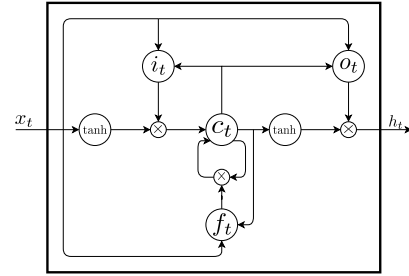 i_t o_t
x_t tanh × c_t tanh × h_t
×
f_t